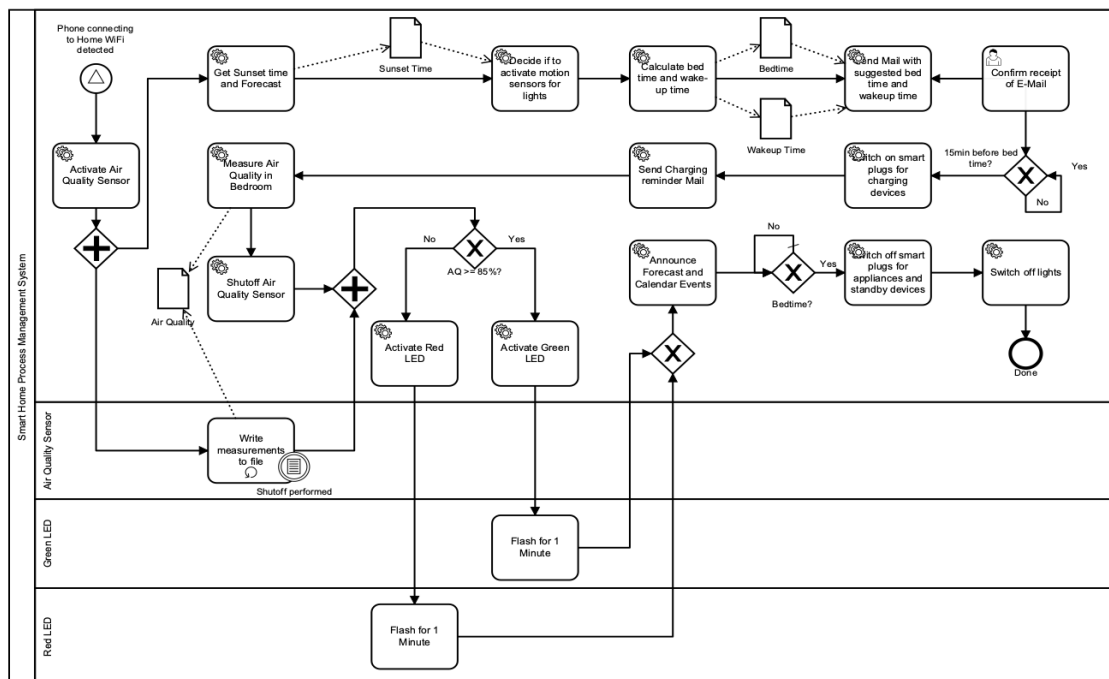 Smart Home Process Management System
Phone connecting
to Home WiFi
detected
Get Sunset time
and Forecast
Sunset Time
Decide if to
activate motion
sensors for
lights
Calculate bed
time and wake-
up time
Bedtime
Wakeup Time
Send Mail with
suggested bed
time and
wakeup time
Confirm receipt
of E-Mail
Activate Air
Quality Sensor
Measure Air
Quality in
Bedroom
Send Charging
reminder Mail
Switch on smart
plugs for
charging
devices
15min before bed
time?
Yes
No
Shutoff Air
Quality Sensor
Air Quality
No
Yes
AQ >= 85%?
Announce
Forecast and
Calendar Events
No
Yes
Bedtime?
Switch off smart
plugs for
appliances and
standby devices
Switch off lights
Done
Activate Red
LED
Activate Green
LED
Air Quality Sensor
Write
measurements
to file
Shutoff performed
Green LED
Flash for 1
Minute
Red LED
Flash for 1
Minute